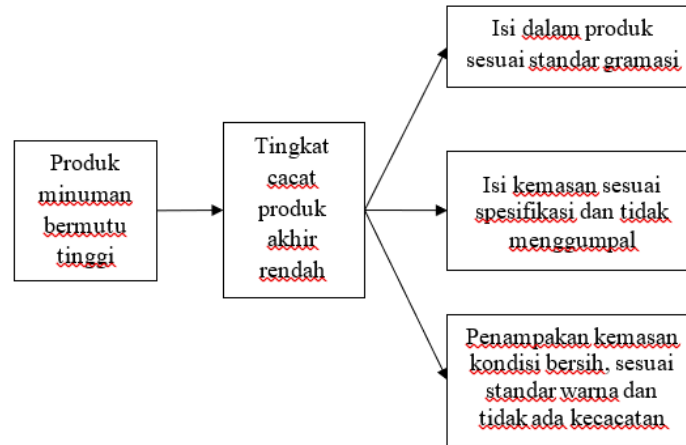 Produk
minuman
bermutu
tinggi
Tingkat
cacat
produk
akhir
rendah
Isi dalam produk
sesuai standar gramasi
Isi kemasan sesuai
spesifikasi dan tidak
menggumpal
Penampakan kemasan
kondisi bersih, sesuai
standar warna dan
tidak ada kecacatan